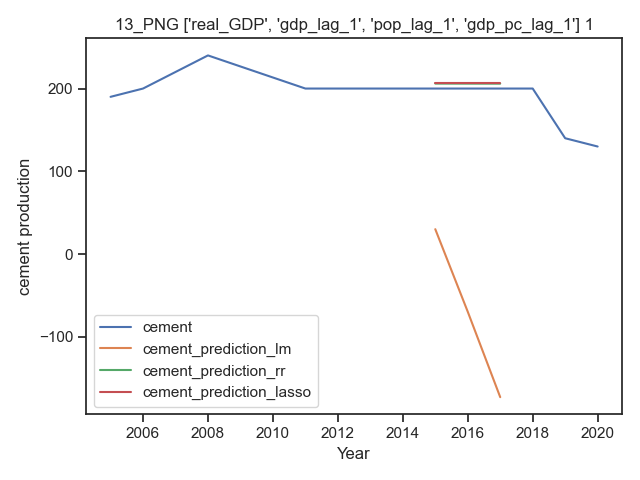 13_PNG ['real_GDP', 'gdp_lag_1', 'pop_lag_1', 'gdp_pc_lag_1'] 1
cement production
200
100
0
−100
cement
cement_prediction_lm
cement_prediction_rr
cement_prediction_lasso
2006 2008 2010 2012 2014 2016 2018 2020
Year